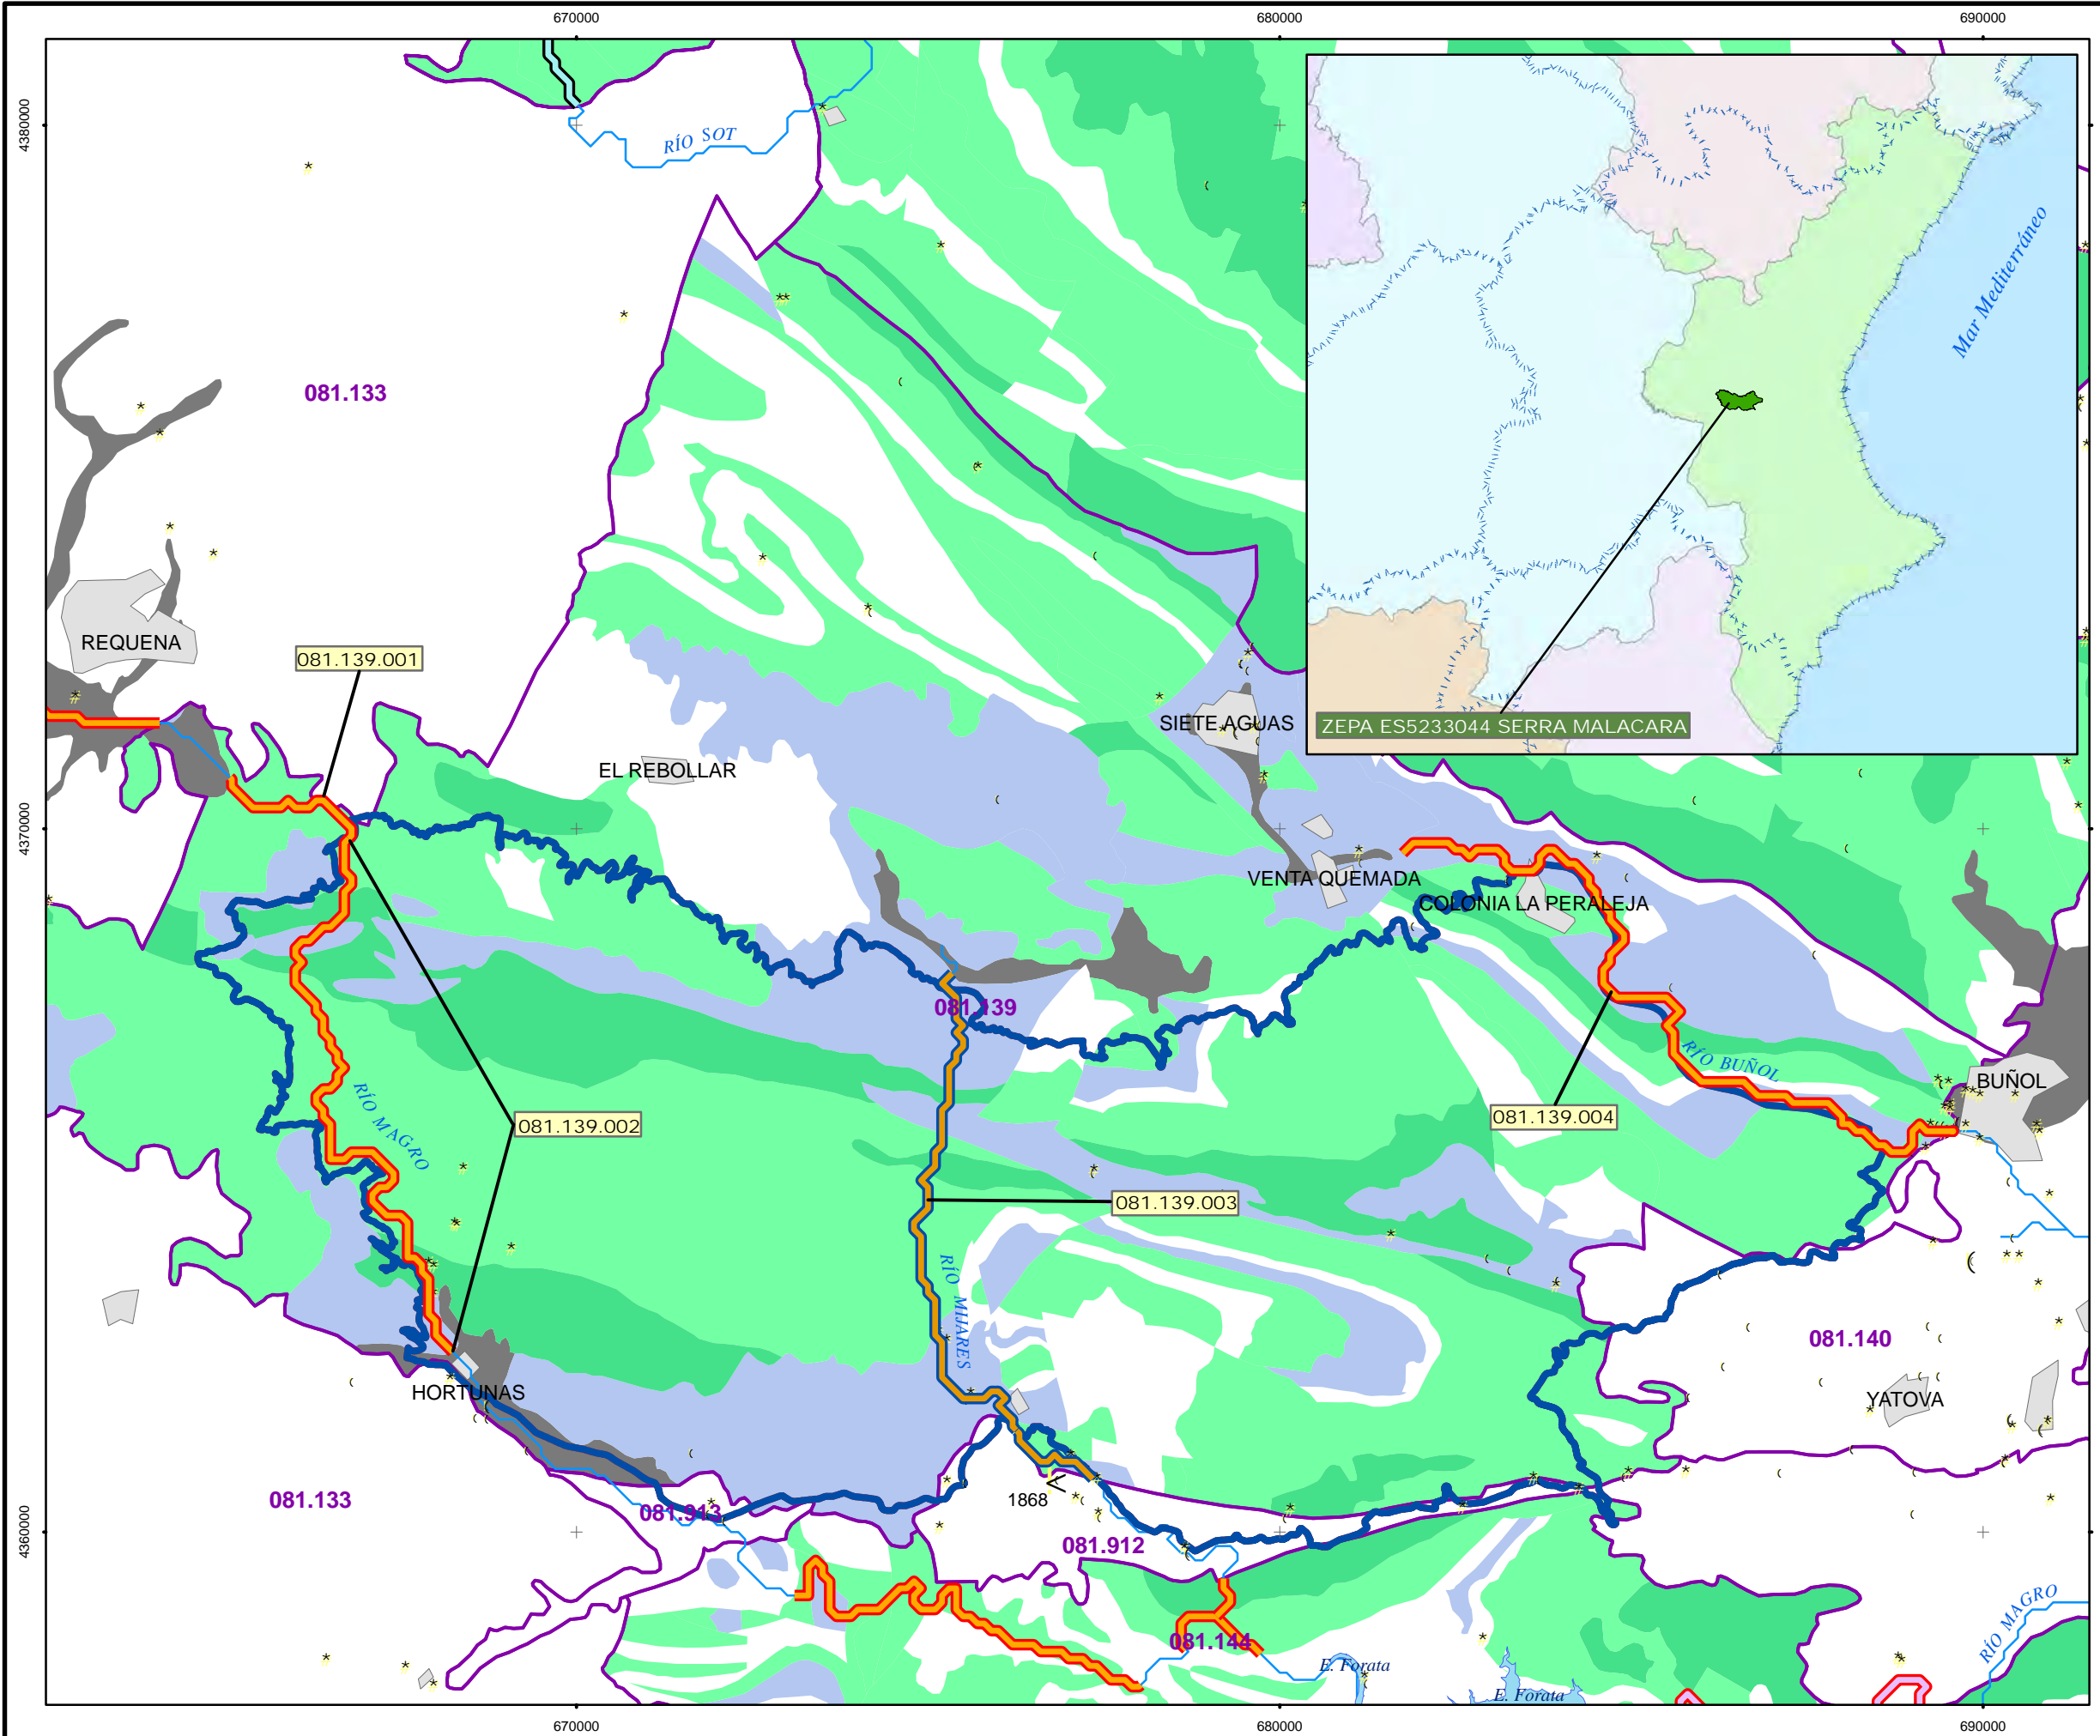 670000
680000
690000
4380000
4370000
4360000
RÍO SOT
Mar Mediterráneo
081.133
REQUENA
081.139.001
SIETE AGUAS
ZEPA ES5233044 SERRA MALACARA
EL REBOLLAR
VENTA QUEMADA
COLONIA LA PERALEJA
081.139
RÍO BUÑOL
BUÑOL
RÍO MAGRO
081.139.002
081.139.004
081.139.003
RÍO MIJARES
081.140
HORTUNAS
YATOVA
081.133
081.913
1868
081.912
081.144
RÍO MAGRO
E. Forata
E. Forata
670000
680000
690000